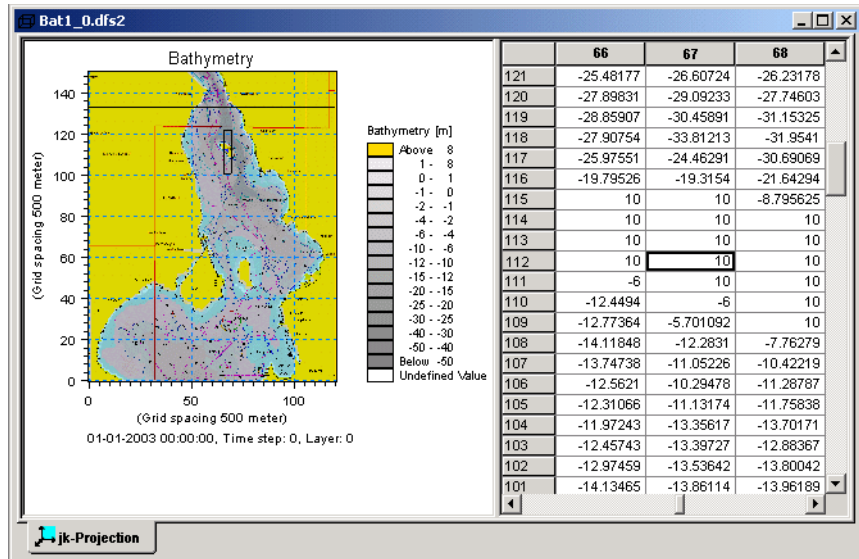 Bat1_0.dfs2
Bathymetry
140
120
100
80
60
40
20
0
(Grid spacing 500 meter)
0 50 100
(Grid spacing 500 meter)
01-01-2003 00:00:00, Time step: 0, Layer: 0
Bathymetry [m]
Above 8
1 - 8
0 - 1
-1 - 0
-2 - -1
-4 - -2
-6 - -4
-10 - -6
-12 - -10
-15 - -12
-20 - -15
-25 - -20
-30 - -25
-40 - -30
-50 - -40
Below -50
Undefined Value
66 67 68
121 -25.48177 -26.60724 -26.23178
120 -27.89831 -29.09233 -27.74603
119 -28.85907 -30.45891 -31.15325
118 -27.90754 -33.81213 -31.9541
117 -25.97551 -24.46291 -30.69069
116 -19.79526 -19.3154 -21.64294
115 10 10 -8.795625
114 10 10 10
113 10 10 10
112 10 10 10
111 -6 10 10
110 -12.4494 -6 10
109 -12.77364 -5.701092 10
108 -14.11848 -12.2831 -7.76279
107 -13.74738 -11.05226 -10.42219
106 -12.5621 -10.29478 -11.28787
105 -12.31066 -11.13174 -11.75838
104 -11.97243 -13.35617 -13.70171
103 -12.45743 -13.39727 -12.88367
102 -12.97459 -13.53642 -13.80042
101 -14.13465 -13.86114 -13.96189
jk-Projection